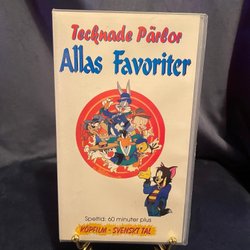 Tecknade Pärlor
Allas Favoriter
Speltid: 60 minuter plus
KÖPFILM - SVENSKT TAL